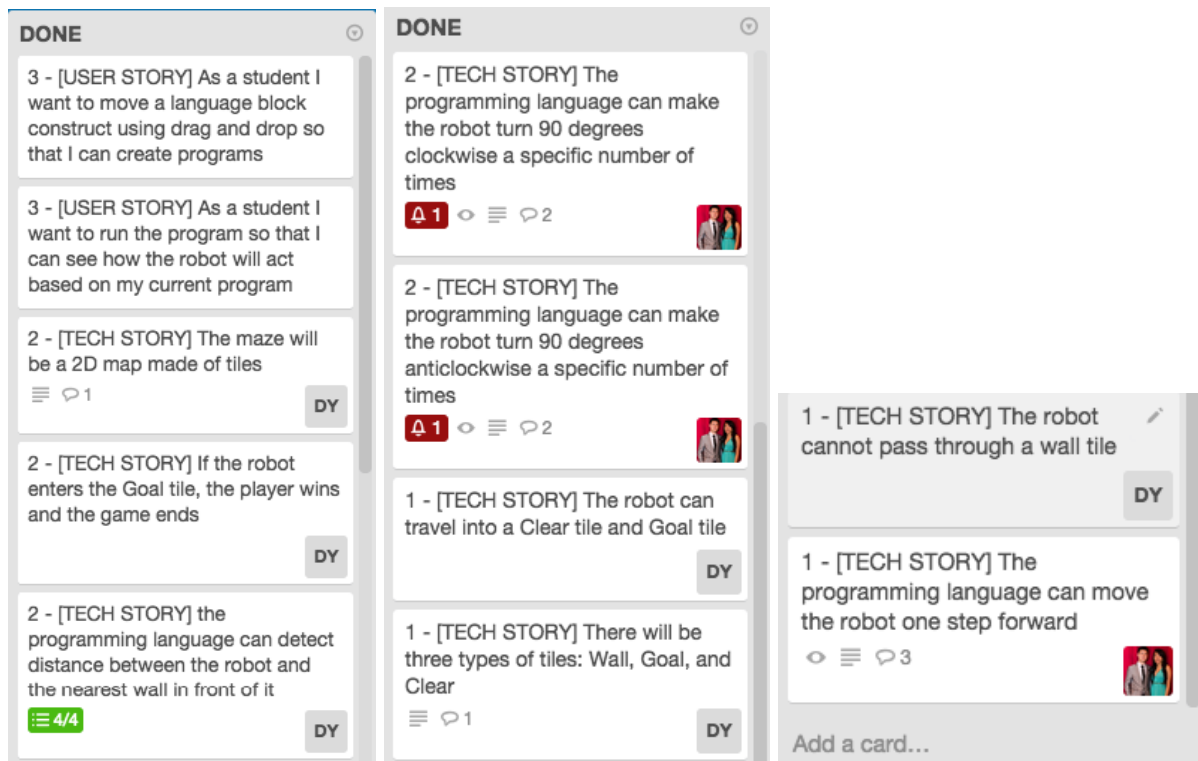 DONE
3 - [USER STORY] As a student I
want to move a language block
construct using drag and drop so
that I can create programs
3 - [USER STORY] As a student I
want to run the program so that I
can see how the robot will act
based on my current program
2 - [TECH STORY] The maze will
be a 2D map made of tiles
1
DY
2 - [TECH STORY] If the robot
enters the Goal tile, the player wins
and the game ends
DY
2 - [TECH STORY] the
programming language can detect
distance between the robot and
the nearest wall in front of it
4/4
DY
DONE
2 - [TECH STORY] The
programming language can make
the robot turn 90 degrees
clockwise a specific number of
times
1 2
2 - [TECH STORY] The
programming language can make
the robot turn 90 degrees
anticlockwise a specific number of
times
1 2
1 - [TECH STORY] The robot can
travel into a Clear tile and Goal tile
DY
1 - [TECH STORY] There will be
three types of tiles: Wall, Goal, and
Clear
1
DY
1 - [TECH STORY] The robot
cannot pass through a wall tile
DY
1 - [TECH STORY] The
programming language can move
the robot one step forward
3
Add a card...